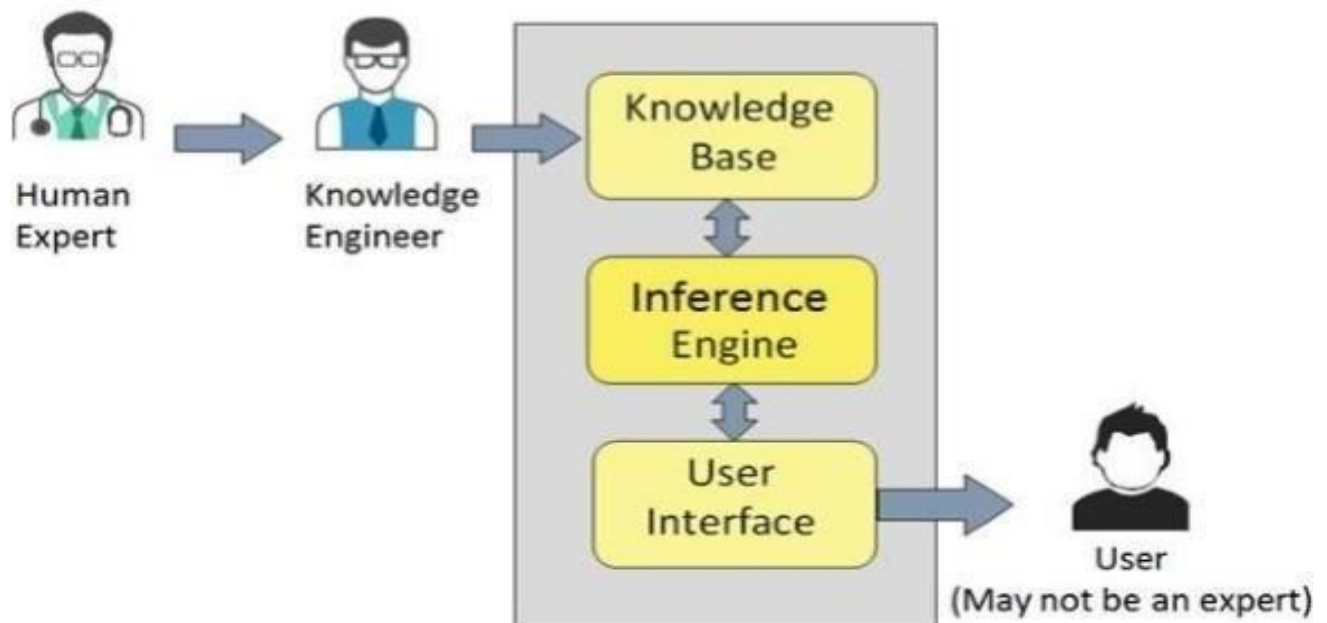 Human
Expert
Knowledge
Engineer
Knowledge
Base
Inference
Engine
User
Interface
User
(May not be an expert)